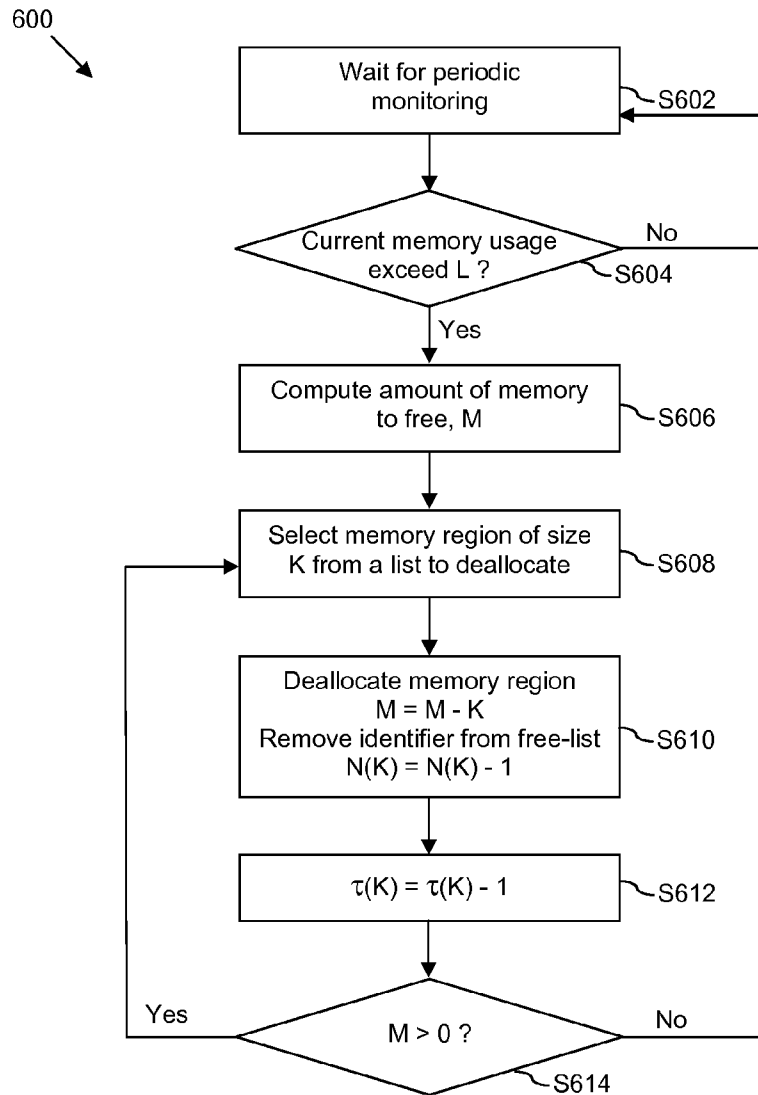 600
Wait for periodic
monitoring
S602
Current memory usage
exceed L ?
No
S604
Yes
Compute amount of memory
to free, M
S606
Select memory region of size
K from a list to deallocate
S608
Deallocate memory region
M = M - K
Remove identifier from free-list
N(K) = N(K) - 1
S610
τ(K) = τ(K) - 1
S612
Yes
M > 0 ?
No
S614